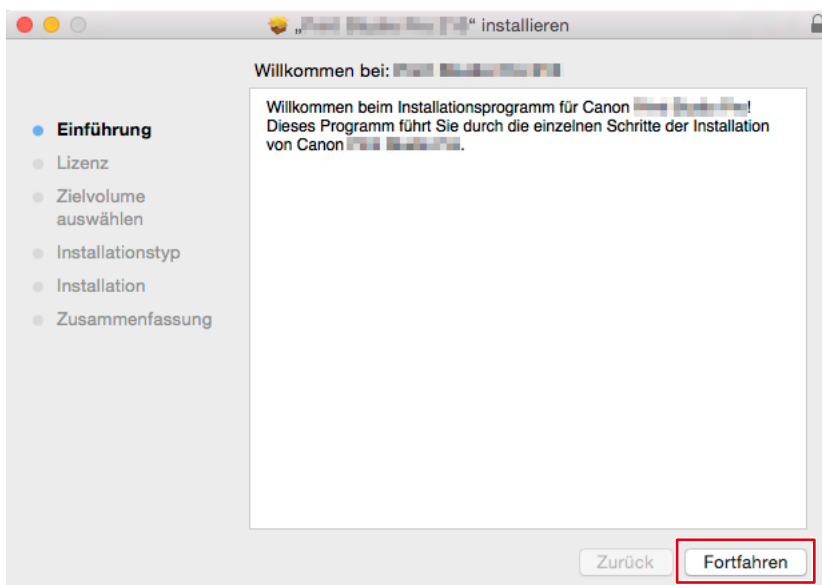 „“ installieren
Willkommen bei:
Willkommen beim Installationsprogramm für Canon !
Dieses Programm führt Sie durch die einzelnen Schritte der Installation
von Canon .
Einführung
Lizenz
Zielvolume
auswählen
Installationstyp
Installation
Zusammenfassung
Zurück
Fortfahren